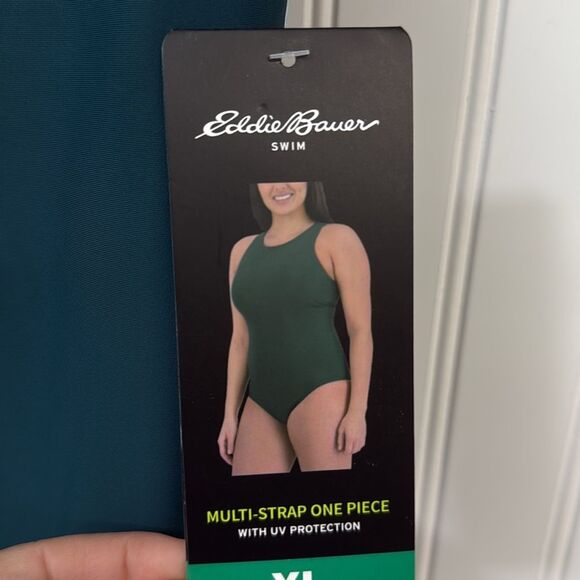 Eddie Bauer
SWIM
MULTI-STRAP ONE PIECE
WITH UV PROTECTION
XL